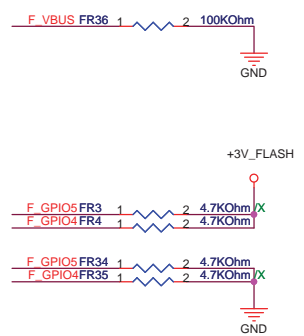 F_VBUS FR36 1 2 100KOhm
GND
+3V_FLASH
F_GPIO5 FR3 1 2 4.7KOhm /X
F_GPIO4 FR4 1 2 4.7KOhm
F_GPIO5 FR34 1 2 4.7KOhm
F_GPIO4 FR35 1 2 4.7KOhm /X
GND